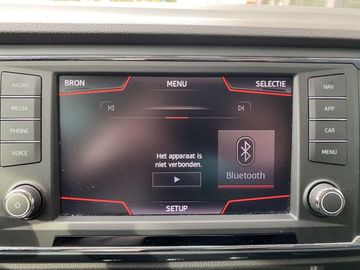 RADIO
MEDIA
PHONE
VOICE
BRON
MENU
SELECTIE
Het apparaat is
niet verbonden.
Bluetooth
SETUP
NAV
APP
CAR
MENU